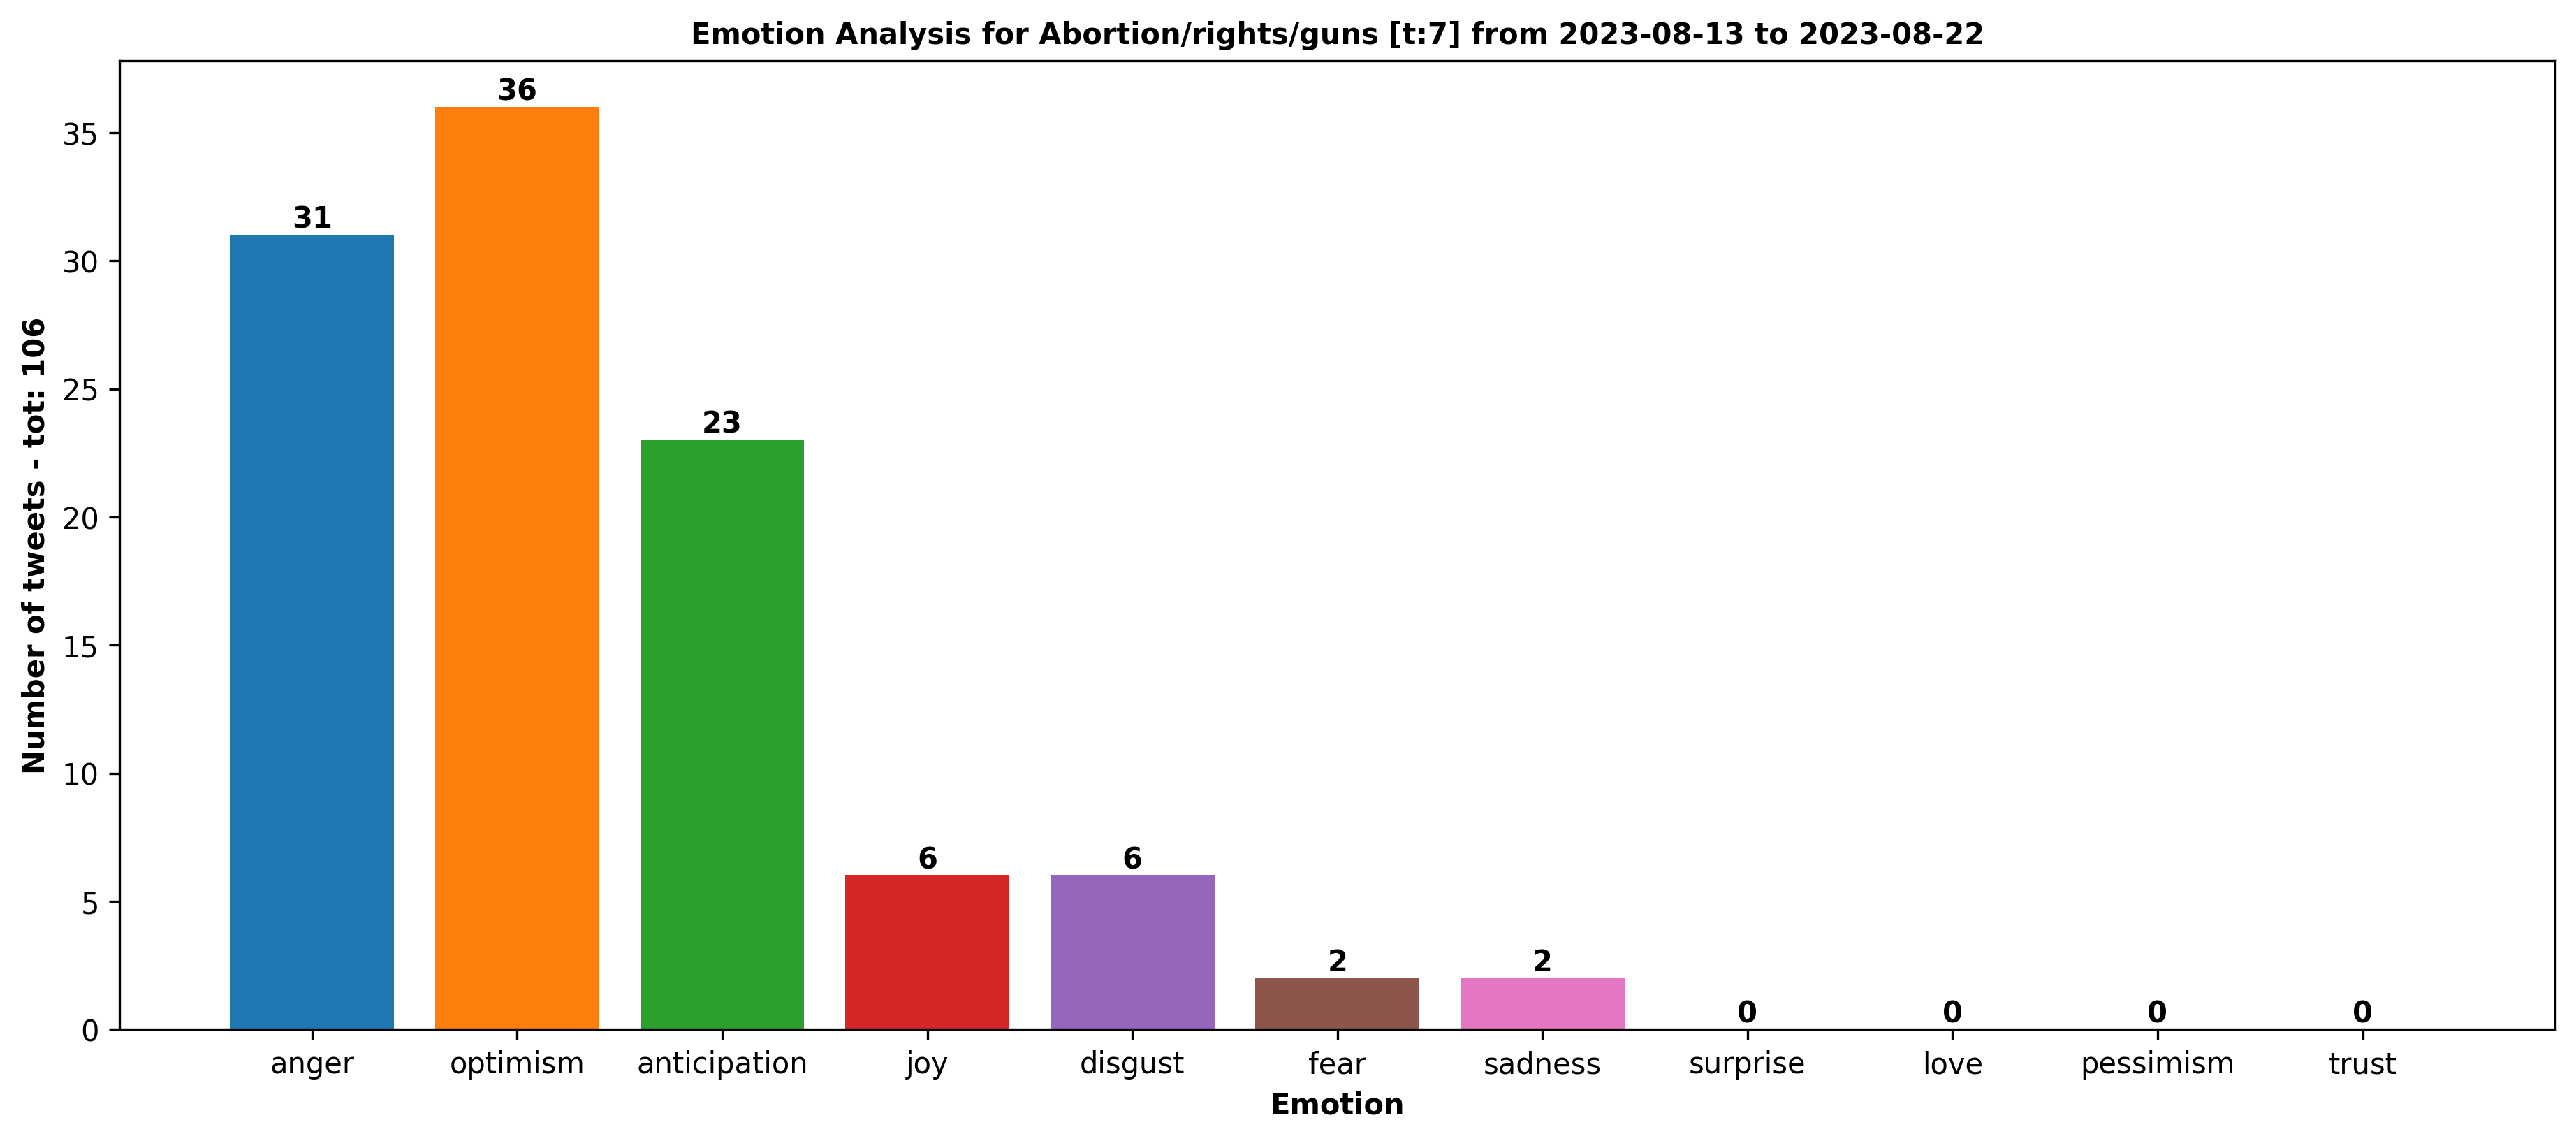 Emotion Analysis for Abortion/rights/guns [t:7] from 2023-08-13 to 2023-08-22
Number of tweets - tot: 106
35
30
25
20
15
10
5
0
31
36
23
6
6
2
2
0
0
0
0
anger
optimism
anticipation
joy
disgust
fear
sadness
surprise
love
pessimism
trust
Emotion